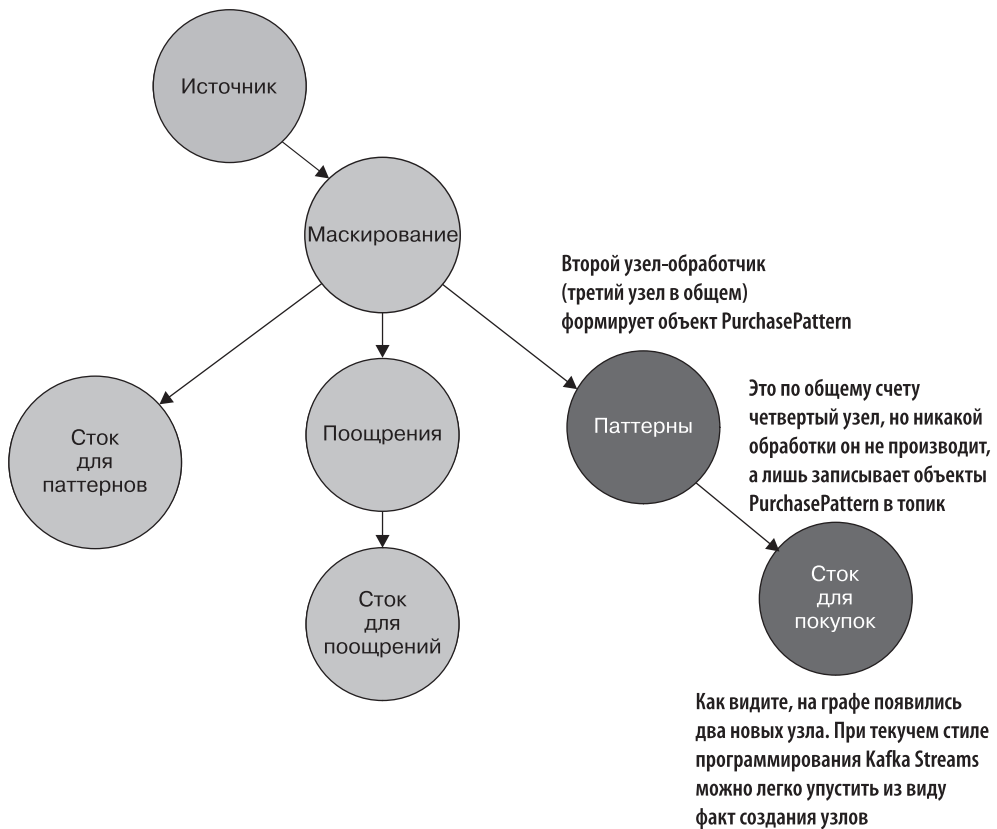 Источник
Маскирование
Второй узел-обработчик
(третий узел в общем)
формирует объект PurchasePattern
Сток
для
паттернов
Поощрения
Паттерны
Это по общему счету
четвертый узел, но никакой
обработки он не производит,
а лишь записывает объекты
PurchasePattern в топик
Сток
для
поощрений
Сток
для
покупок
Как видите, на графе появились
два новых узла. При текучем стиле
программирования Kafka Streams
можно легко упустить из виду
факт создания узлов